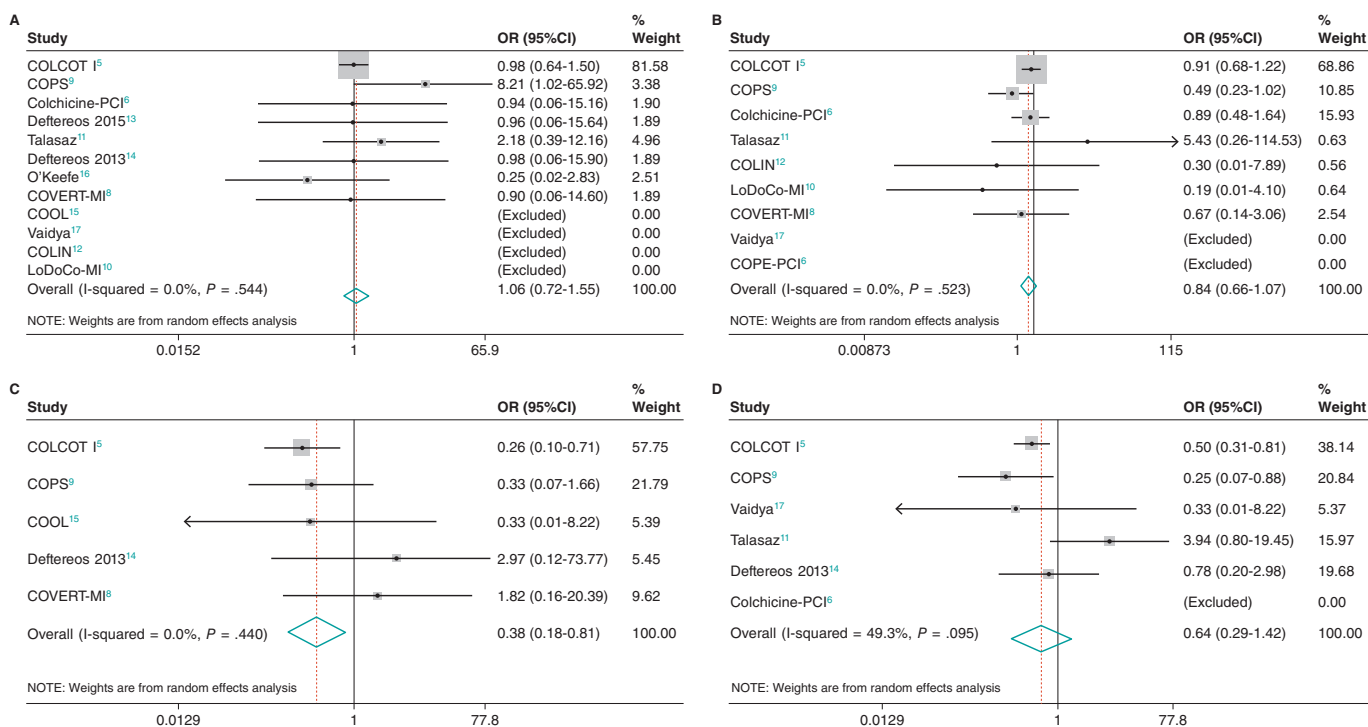 A
Study OR (95%CI) % Weight
COLCOT I5 0.98 (0.64-1.50) 81.58
COPS9 8.21 (1.02-65.92) 3.38
Colchicine-PCI6 0.94 (0.06-15.16) 1.90
Deftereos 201513 0.96 (0.06-15.64) 1.89
Talasaz11 2.18 (0.39-12.16) 4.96
Deftereos 201314 0.98 (0.06-15.90) 1.89
O'Keefe16 0.25 (0.02-2.83) 2.51
COVERT-MI8 0.90 (0.06-14.60) 1.89
COOL15 (Excluded) 0.00
Vaidya17 (Excluded) 0.00
COLIN12 (Excluded) 0.00
LoDoCo-MI10 (Excluded) 0.00
Overall (I-squared = 0.0%, P = .544) 1.06 (0.72-1.55) 100.00
NOTE: Weights are from random effects analysis
0.0152 1 65.9
B
Study OR (95%CI) % Weight
COLCOT I5 0.91 (0.68-1.22) 68.86
COPS9 0.49 (0.23-1.02) 10.85
Colchicine-PCI6 0.89 (0.48-1.64) 15.93
Talasaz11 5.43 (0.26-114.53) 0.63
COLIN12 0.30 (0.01-7.89) 0.56
LoDoCo-MI10 0.19 (0.01-4.10) 0.64
COVERT-MI8 0.67 (0.14-3.06) 2.54
Vaidya17 (Excluded) 0.00
COPE-PCI6 (Excluded) 0.00
Overall (I-squared = 0.0%, P = .523) 0.84 (0.66-1.07) 100.00
NOTE: Weights are from random effects analysis
0.00873 1 115
C
Study OR (95%CI) % Weight
COLCOT I5 0.26 (0.10-0.71) 57.75
COPS9 0.33 (0.07-1.66) 21.79
COOL15 0.33 (0.01-8.22) 5.39
Deftereos 201314 2.97 (0.12-73.77) 5.45
COVERT-MI8 1.82 (0.16-20.39) 9.62
Overall (I-squared = 0.0%, P = .440) 0.38 (0.18-0.81) 100.00
NOTE: Weights are from random effects analysis
0.0129 1 77.8
D
Study OR (95%CI) % Weight
COLCOT I5 0.50 (0.31-0.81) 38.14
COPS9 0.25 (0.07-0.88) 20.84
Vaidya17 0.33 (0.01-8.22) 5.37
Talasaz11 3.94 (0.80-19.45) 15.97
Deftereos 201314 0.78 (0.20-2.98) 19.68
Colchicine-PCI6 (Excluded) 0.00
Overall (I-squared = 49.3%, P = .095) 0.64 (0.29-1.42) 100.00
NOTE: Weights are from random effects analysis
0.0129 1 77.8